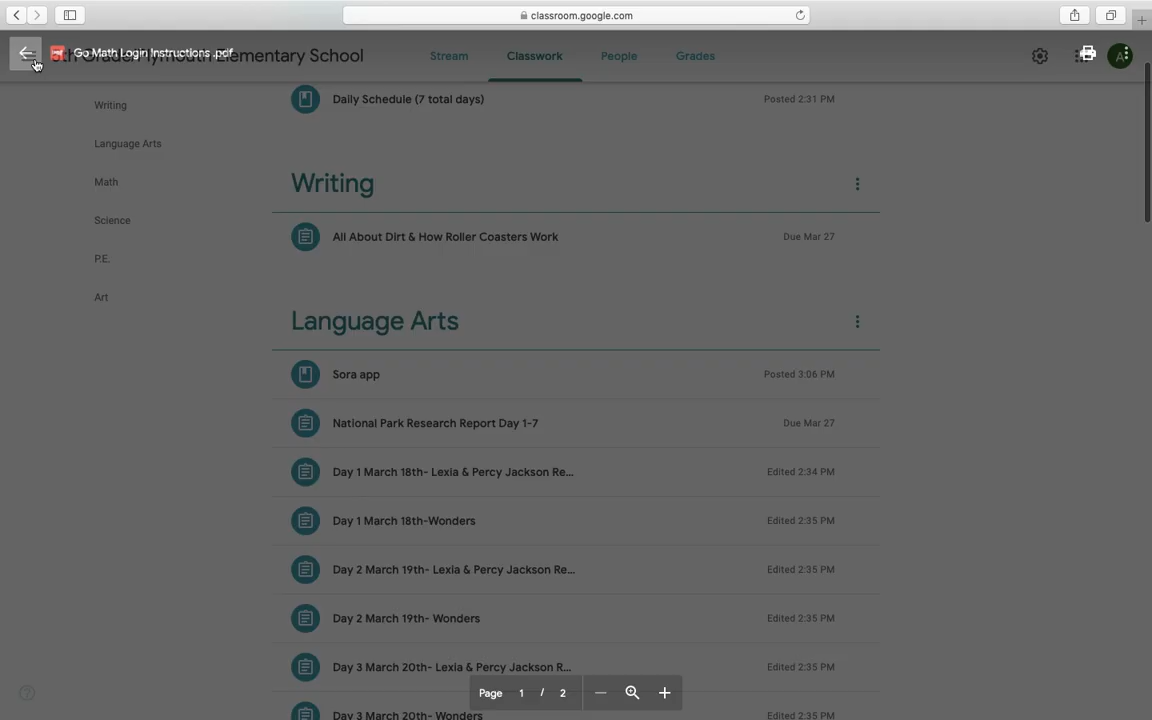 classroom.google.com
Go Math Login Instructions .pdf
Plymouth Elementary School
Stream
Classwork
People
Grades
A
Writing
Language Arts
Math
Science
P.E.
Art
Daily Schedule (7 total days)
Posted 2:31 PM
Writing
All About Dirt & How Roller Coasters Work
Due Mar 27
Language Arts
Sora app
Posted 3:06 PM
National Park Research Report Day 1-7
Due Mar 27
Day 1 March 18th- Lexia & Percy Jackson Re...
Edited 2:34 PM
Day 1 March 18th-Wonders
Edited 2:35 PM
Day 2 March 19th- Lexia & Percy Jackson Re...
Edited 2:35 PM
Day 2 March 19th- Wonders
Edited 2:35 PM
Day 3 March 20th- Lexia & Percy Jackson R...
Edited 2:35 PM
Day 3 March 20th- Wonders
Edited 2:35 PM
Page 1 / 2